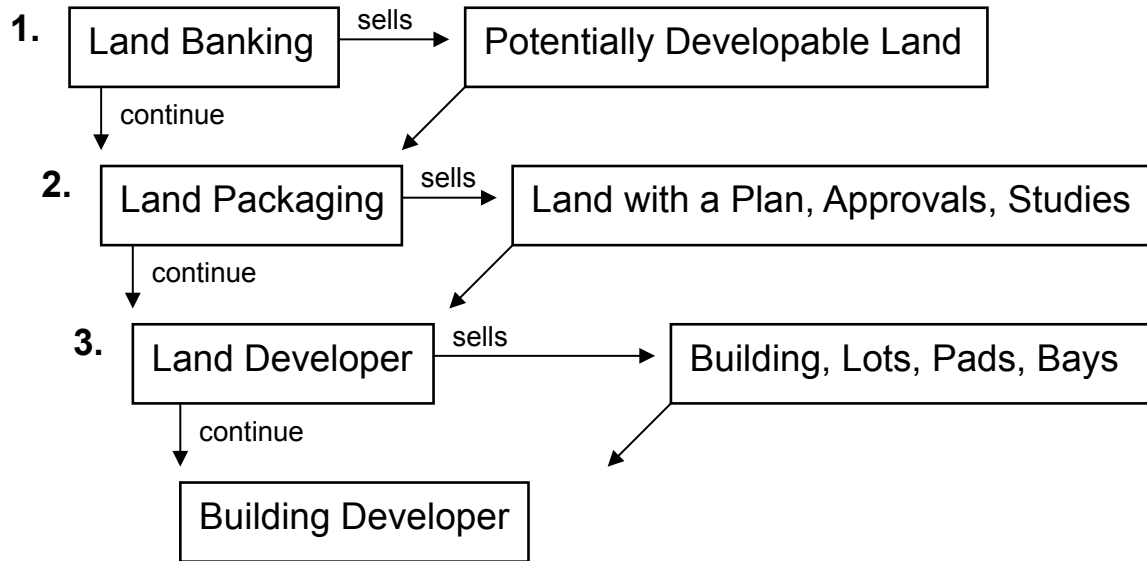 1.
Land Banking
sells
Potentially Developable Land
continue
2.
Land Packaging
sells
Land with a Plan, Approvals, Studies
continue
3.
Land Developer
sells
Building, Lots, Pads, Bays
continue
Building Developer